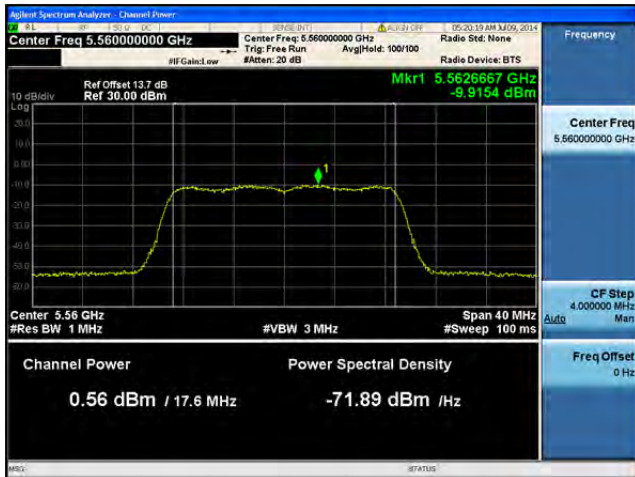 Agilent Spectrum Analyzer - Channel Power
RL RF 50 Ω DC SENSE:INT ALIGN OFF 05:20:19 AM Jul 09, 2014
Center Freq 5.560000000 GHz
Center Freq: 5.560000000 GHz
Radio Std: None
Trig: Free Run Avg|Hold: 100/100
#IFGain:Low #Atten: 20 dB Radio Device: BTS
Frequency
Mkr1 5.5626667 GHz
-9.9154 dBm
Ref Offset 13.7 dB
10 dB/div Ref 30.00 dBm
Log
20.0
10.0
0.00
-10.0
-20.0
-30.0
-40.0
-50.0
-60.0
1
Center 5.56 GHz Span 40 MHz
#Res BW 1 MHz #VBW 3 MHz #Sweep 100 ms
Channel Power Power Spectral Density
0.56 dBm / 17.6 MHz -71.89 dBm /Hz
Center Freq
5.560000000 GHz
CF Step
4.000000 MHz
Auto Man
Freq Offset
0 Hz
MSG STATUS